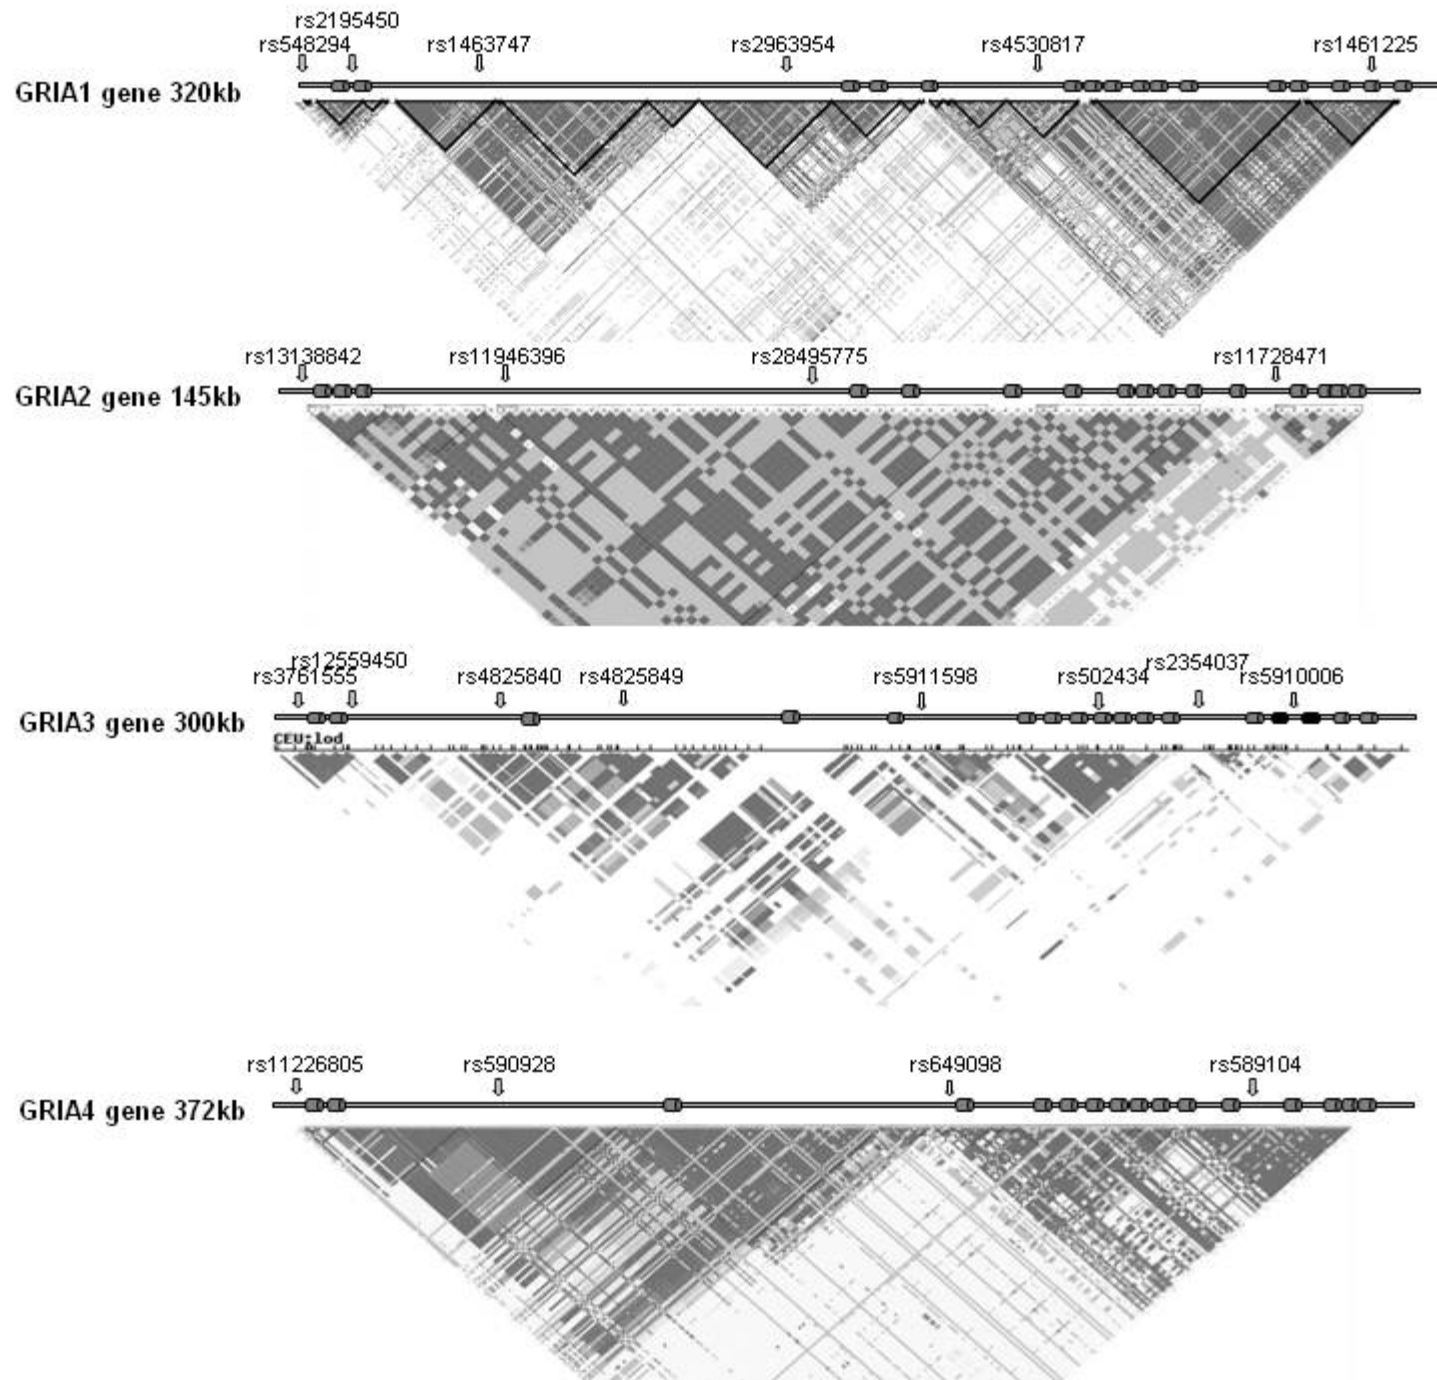 rs2195450
rs548294 rs1463747 rs2963954 rs4530817 rs1461225
GRIA1 gene 320kb
rs13138842 rs11946396 rs28495775 rs11728471
GRIA2 gene 145kb
rs12559450 rs2354037
rs3761555 rs4825840 rs4825849 rs5911598 rs502434 rs5910006
GRIA3 gene 300kb
CEU:lod
rs11226805 rs590928 rs649098 rs589104
GRIA4 gene 372kb